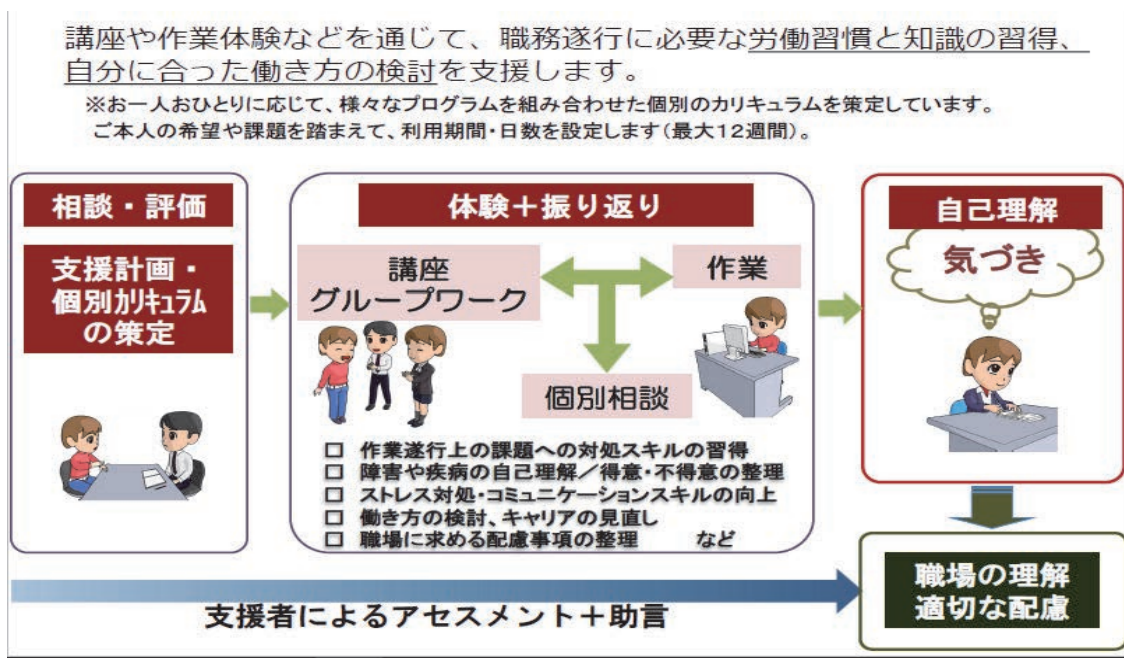 講座や作業体験などを通じて、職務遂行に必要な労働習慣と知識の習得、
自分に合った働き方の検討を支援します。
※お一人おひとりに応じて、様々なプログラムを組み合わせた個別のカリキュラムを策定しています。
ご本人の希望や課題を踏まえて、利用期間・日数を設定します（最大１２週間）。
相談・評価
支援計画・
個別ｶﾘｷｭﾗﾑ
の策定
体験＋振り返り
講座
グループワーク
作業
個別相談
□ 作業遂行上の課題への対処スキルの習得
□ 障害や疾病の自己理解／得意・不得意の整理
□ ストレス対処・コミュニケーションスキルの向上
□ 働き方の検討、キャリアの見直し
□ 職場に求める配慮事項の整理　　など
自己理解
気づき
職場の理解
適切な配慮
支援者によるアセスメント＋助言